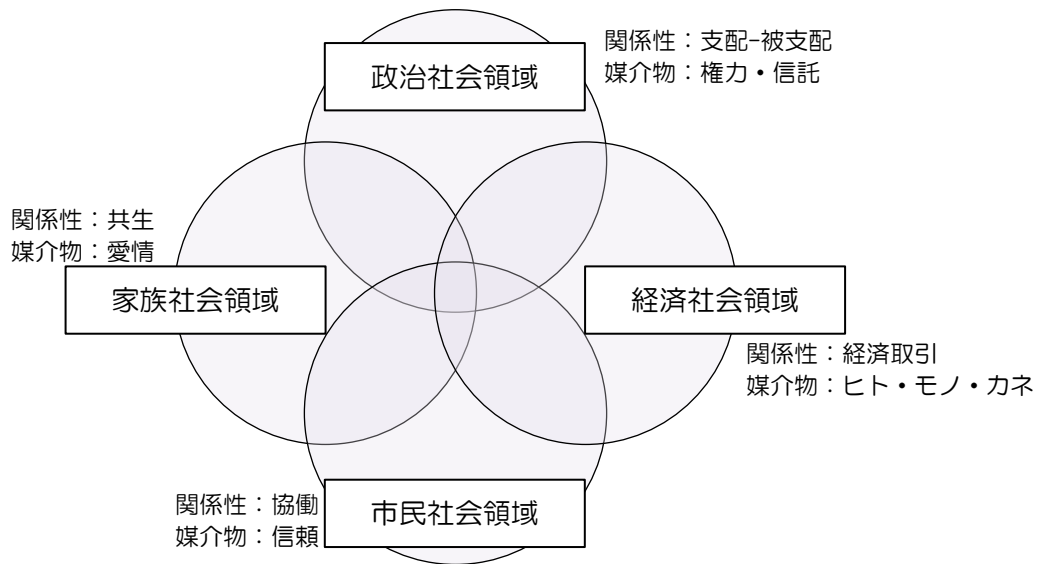 関係性：支配-被支配
媒介物：権力・信託
政治社会領域
関係性：共生
媒介物：愛情
家族社会領域
経済社会領域
関係性：経済取引
媒介物：ヒト・モノ・カネ
関係性：協働
媒介物：信頼
市民社会領域